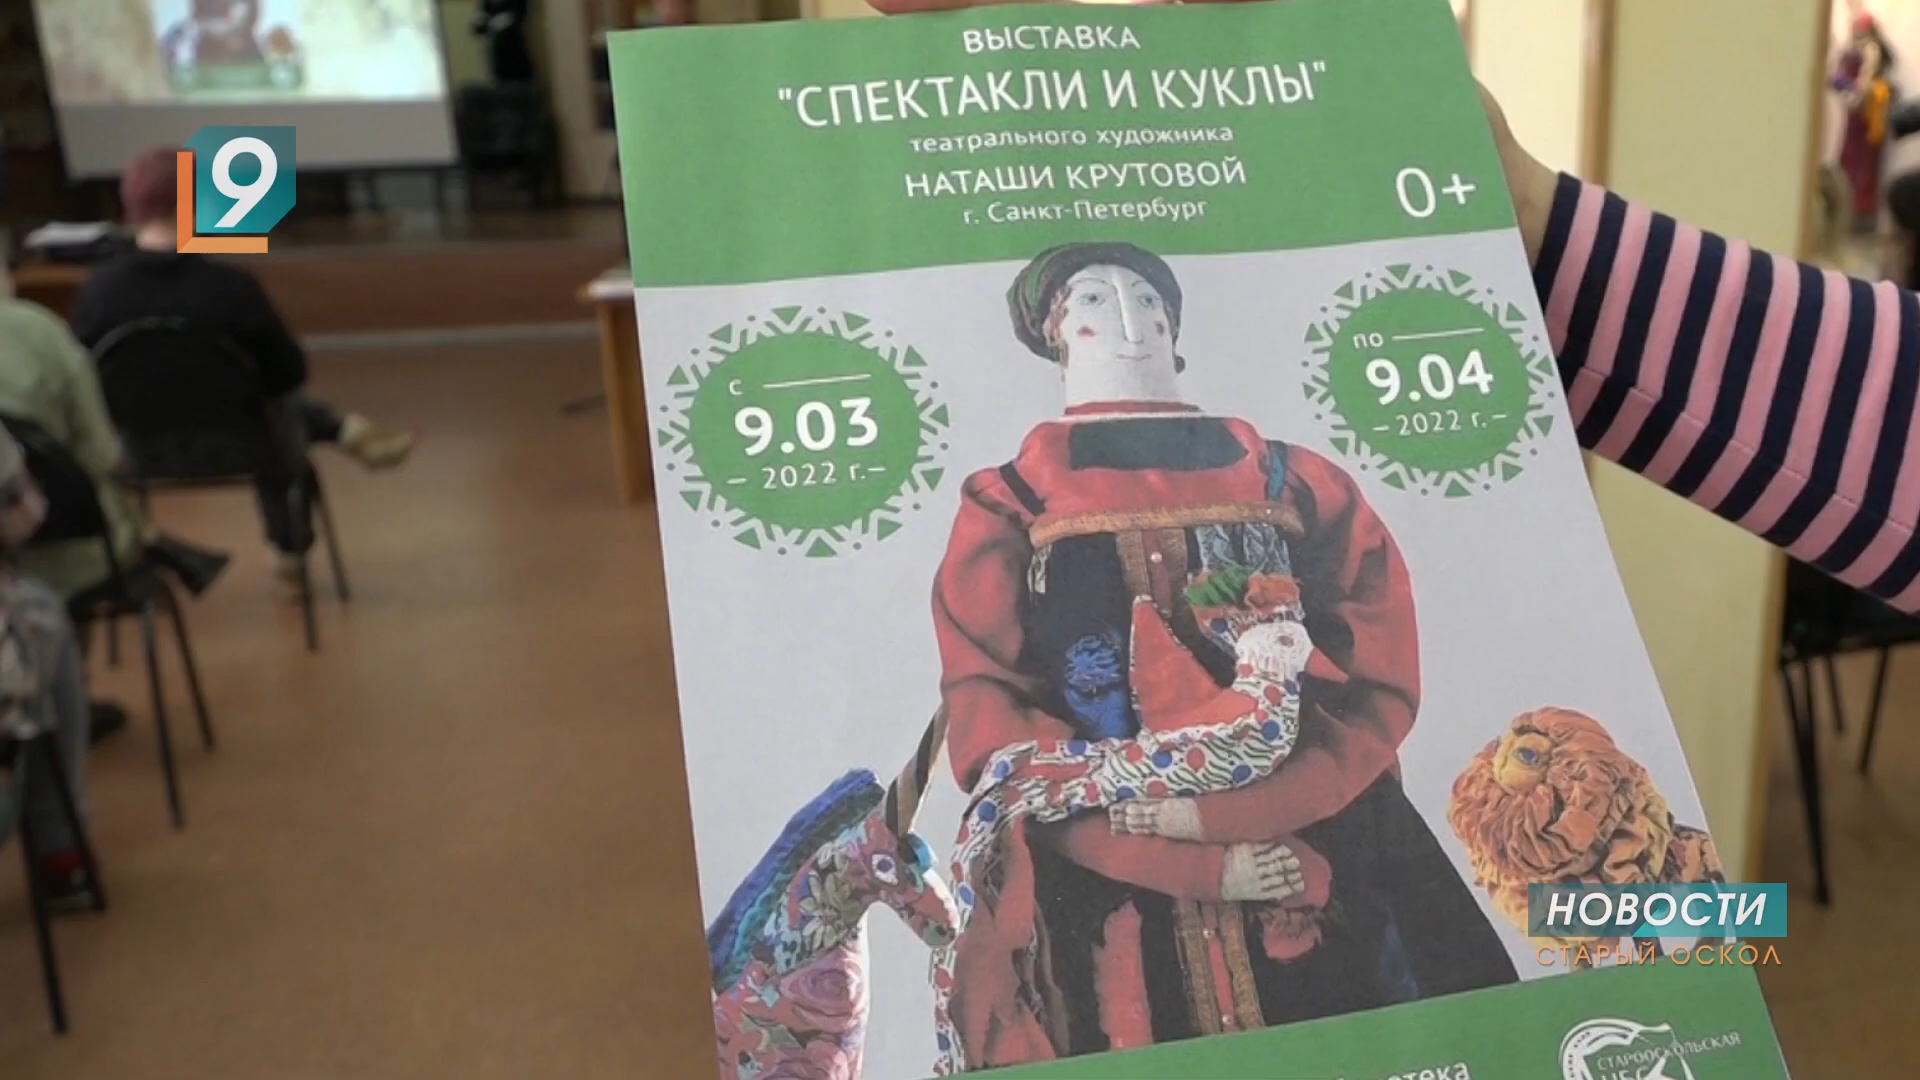 9
ВЫСТАВКА
"СПЕКТАКЛИ И КУКЛЫ"
театрального художника
НАТАШИ КРУТОВОЙ
г. Санкт-Петербург
0+
с
9.03
- 2022 г.-
по
9.04
- 2022 г. -
НОВОСТИ
СТАРЫЙ ОСКОЛ
СТАРООСКОЛЬСКАЯ